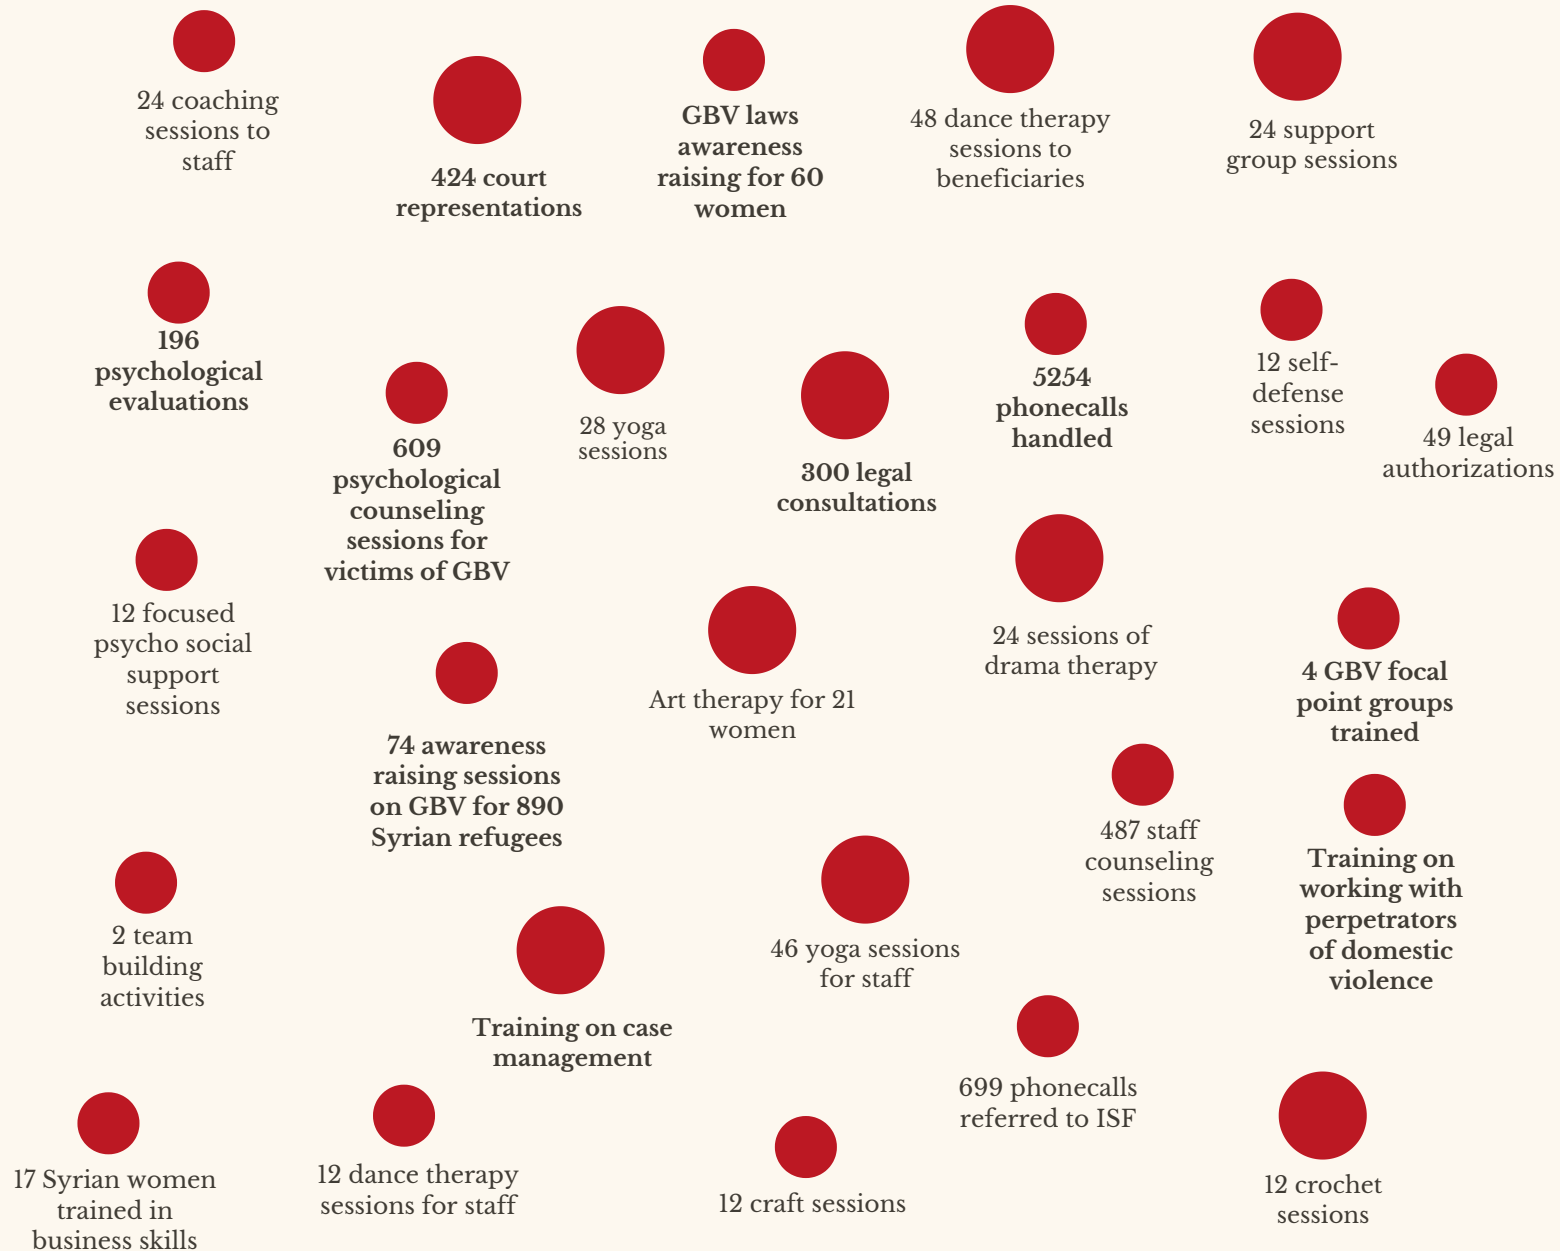 24 coaching
sessions to
staff
424 court
representations
GBV laws
awareness
raising for 60
women
48 dance therapy
sessions to
beneficiaries
24 support
group sessions
196
psychological
evaluations
609
psychological
counseling
sessions for
victims of GBV
28 yoga
sessions
300 legal
consultations
5254
phonecalls
handled
12 self-
defense
sessions
49 legal
authorizations
12 focused
psycho social
support
sessions
74 awareness
raising sessions
on GBV for 890
Syrian refugees
Art therapy for 21
women
24 sessions of
drama therapy
4 GBV focal
point groups
trained
487 staff
counseling
sessions
Training on
working with
perpetrators
of domestic
violence
2 team
building
activities
Training on case
management
46 yoga sessions
for staff
699 phonecalls
referred to ISF
17 Syrian women
trained in
business skills
12 dance therapy
sessions for staff
12 craft sessions
12 crochet
sessions